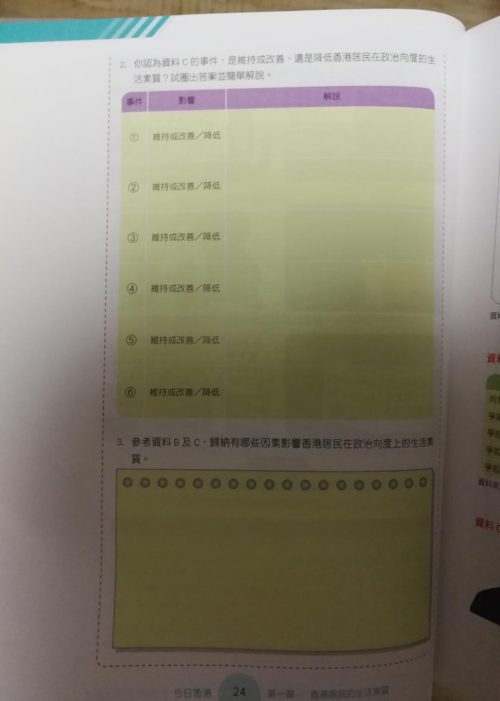 2. 你認為資料 C 的事件，是維持或改善、還是降低香港居民在政治向度的生
活素質？試圈出答案並簡單解說。
事件 影響 解說
① 維持或改善／降低
② 維持或改善／降低
③ 維持或改善／降低
④ 維持或改善／降低
⑤ 維持或改善／降低
⑥ 維持或改善／降低
3. 參考資料 B 及 C，歸納有哪些因素影響香港居民在政治向度上的生活素
質。
今日香港 24 第一章 香港居民的生活素質
資料